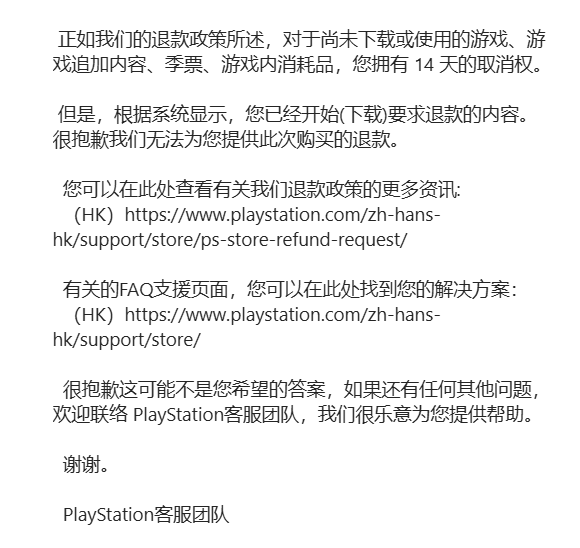 正如我们的退款政策所述，对于尚未下载或使用的游戏、游
戏追加内容、季票、游戏内消耗品，您拥有 14 天的取消权。
但是，根据系统显示，您已经开始(下载)要求退款的内容。
很抱歉我们无法为您提供此次购买的退款。
您可以在此处查看有关我们退款政策的更多资讯:
（HK）https://www.playstation.com/zh-hans-
hk/support/store/ps-store-refund-request/
有关的FAQ支援页面，您可以在此处找到您的解决方案：
（HK）https://www.playstation.com/zh-hans-
hk/support/store/
很抱歉这可能不是您希望的答案，如果还有任何其他问题，
欢迎联络 PlayStation客服团队，我们很乐意为您提供帮助。
谢谢。
PlayStation客服团队